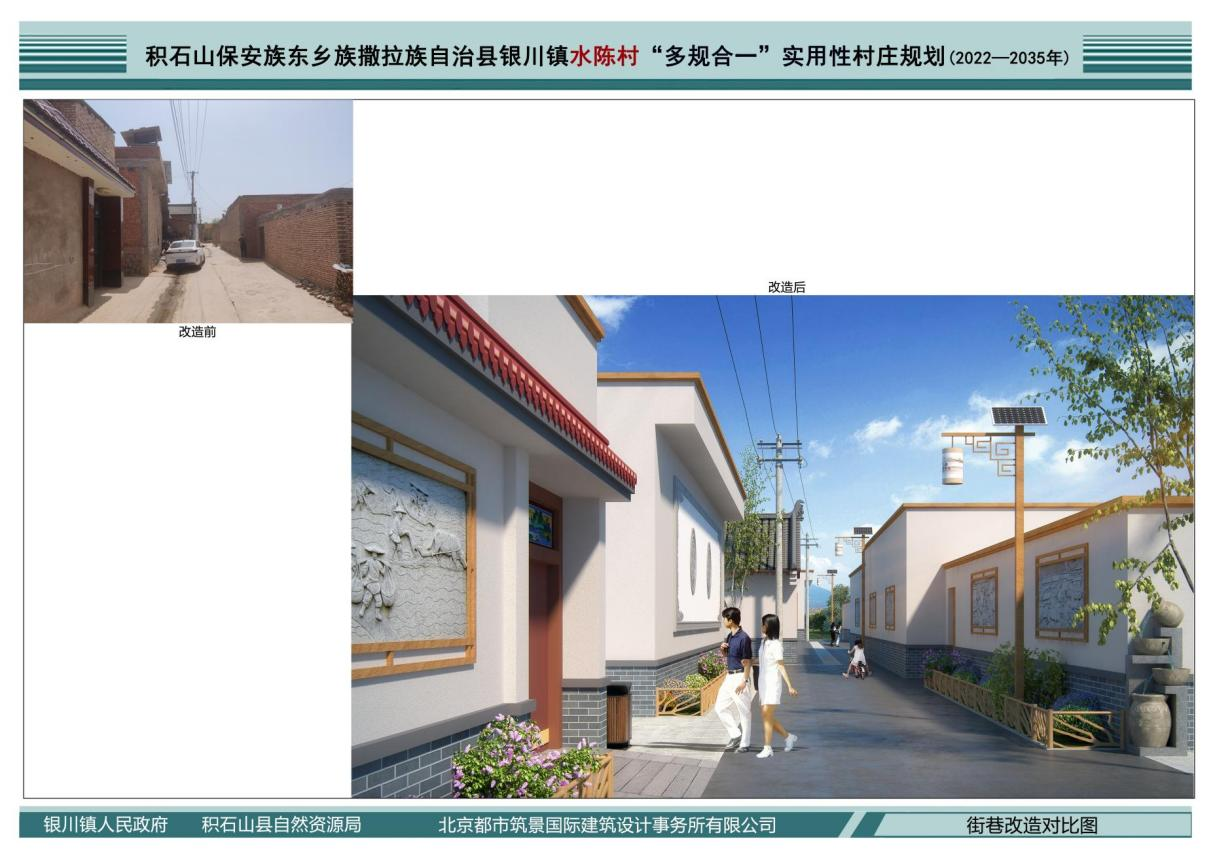 积石山保安族东乡族撒拉族自治县银川镇水陈村“多规合一”实用性村庄规划(2022—2035年)
改造后
改造前
银川镇人民政府 积石山县自然资源局 北京都市筑景国际建筑设计事务所有限公司 街巷改造对比图